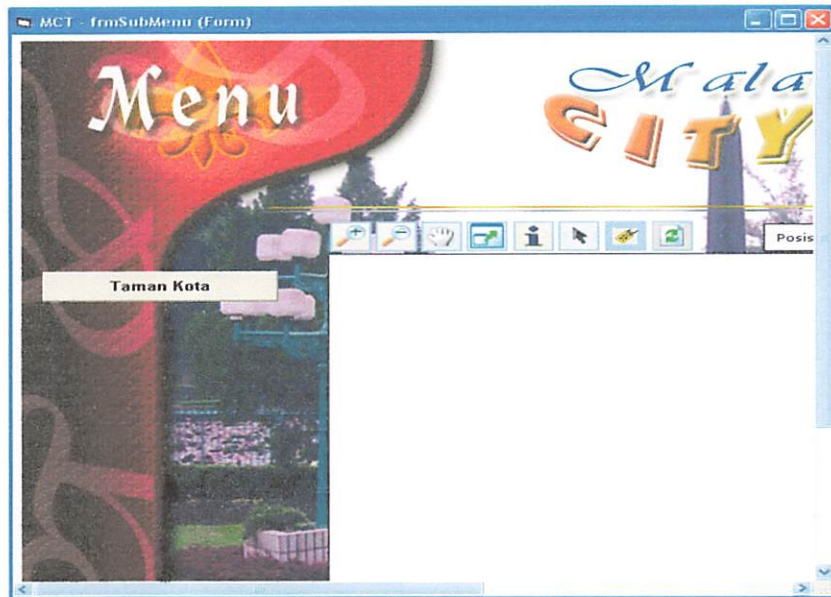 MCT - frmSubMenu (Form)
Menu
Mala
CITY
Posis
Taman Kota